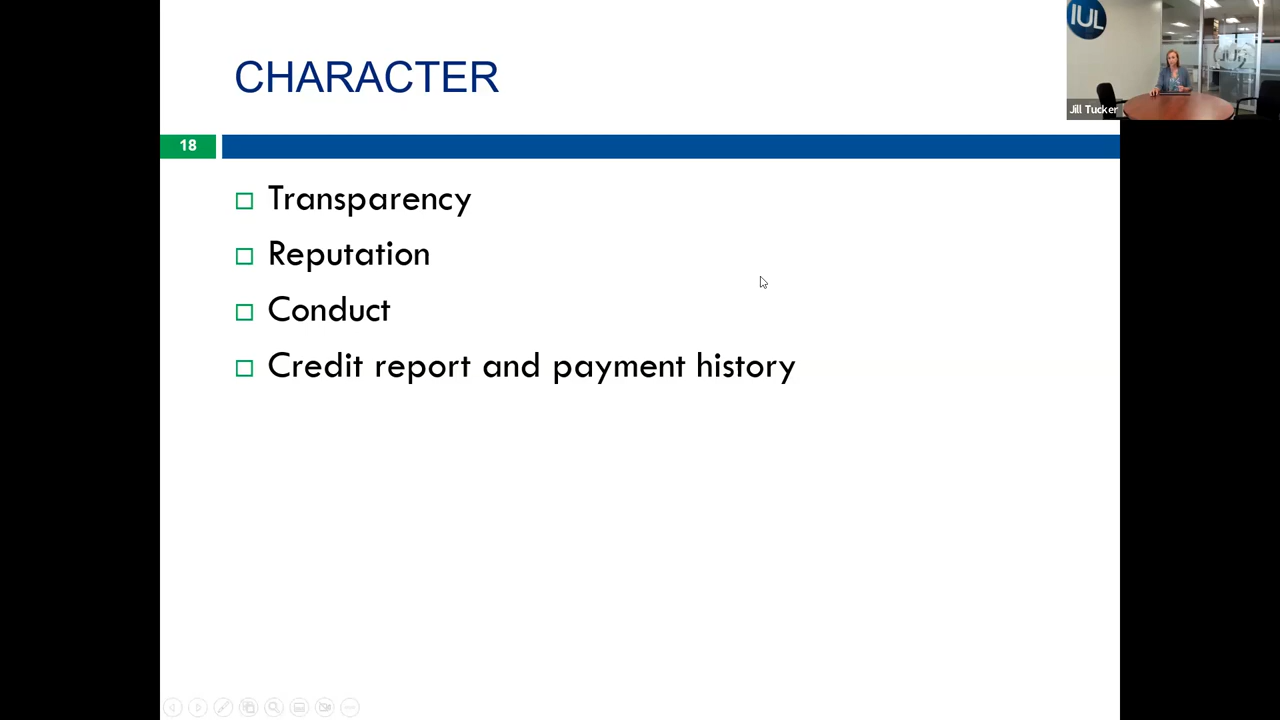 CHARACTER
IUL
Jill Tucker
18
Transparency
Reputation
Conduct
Credit report and payment history